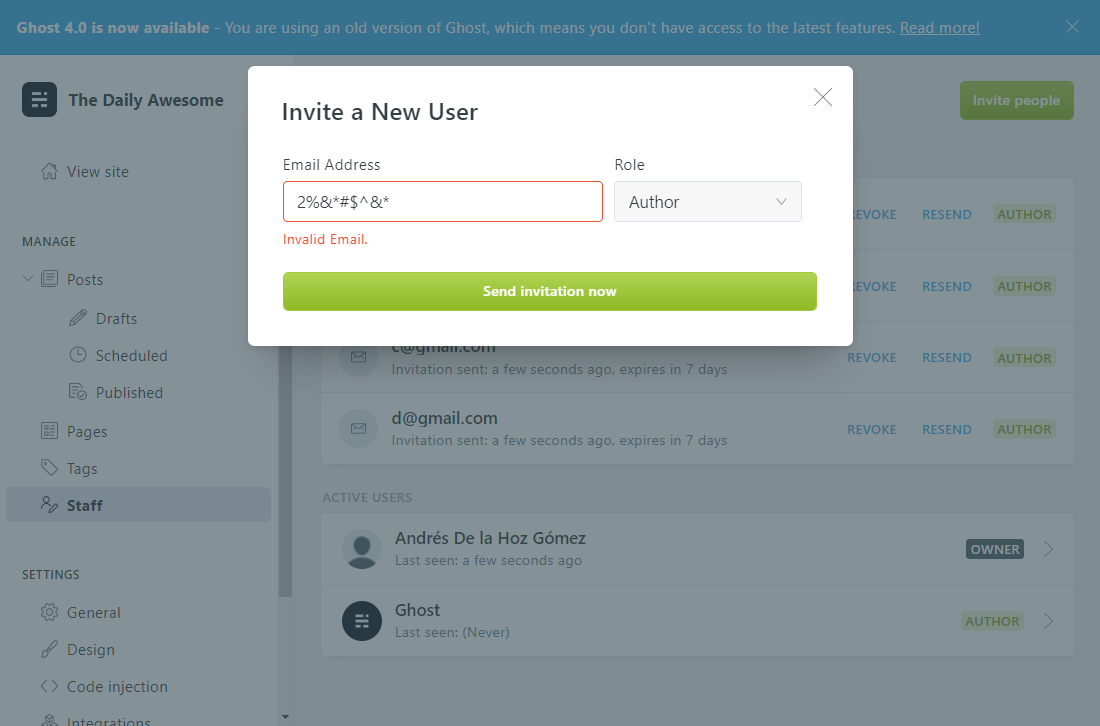 Ghost 4.0 is now available - You are using an old version of Ghost, which means you don't have access to the latest features. Read more!
The Daily Awesome
Invite people
View site
MANAGE
Posts
Drafts
Scheduled
Published
Pages
Tags
Staff
SETTINGS
General
Design
Code injection
Integrations
Invite a New User
Email Address
Role
2%&*#$^&*
Author
Invalid Email.
Send invitation now
RESEND AUTHOR
RESEND AUTHOR
c@gmail.com
Invitation sent: a few seconds ago, expires in 7 days
REVOKE RESEND AUTHOR
d@gmail.com
Invitation sent: a few seconds ago, expires in 7 days
REVOKE RESEND AUTHOR
ACTIVE USERS
Andrés De la Hoz Gómez
Last seen: a few seconds ago
OWNER
Ghost
Last seen: (Never)
AUTHOR